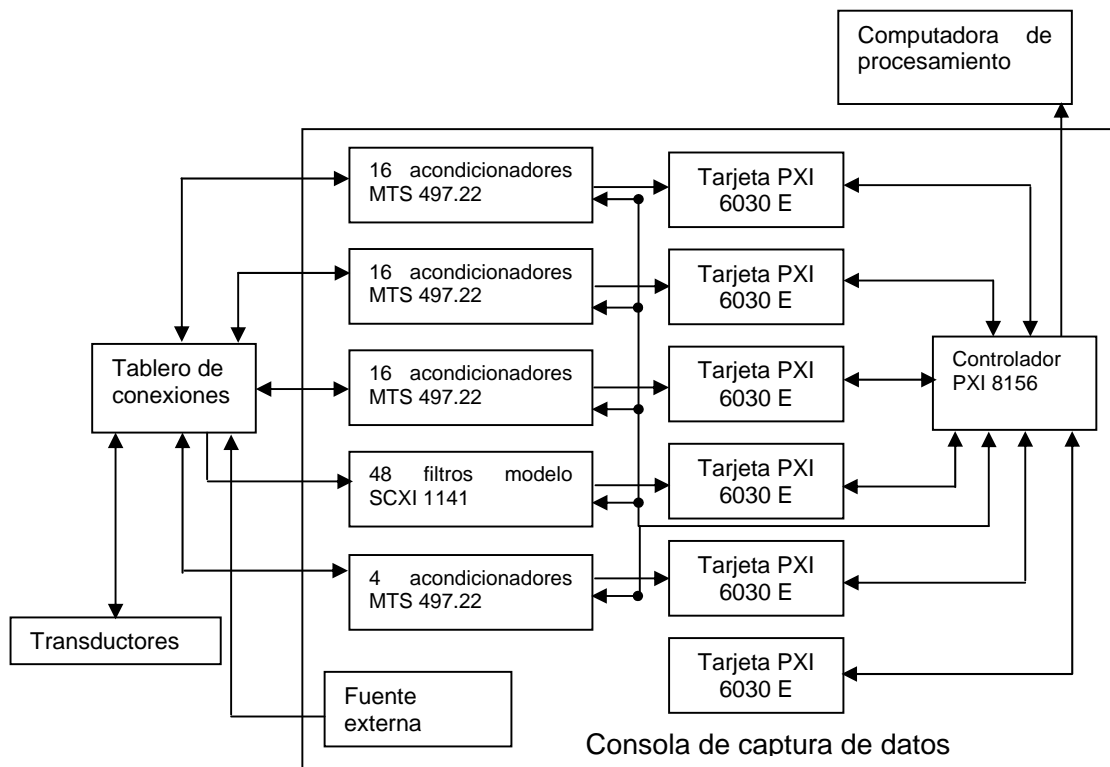 Computadora de
procesamiento
16 acondicionadores
MTS 497.22
Tarjeta PXI
6030 E
16 acondicionadores
MTS 497.22
Tarjeta PXI
6030 E
Tablero de
conexiones
16 acondicionadores
MTS 497.22
Tarjeta PXI
6030 E
Controlador
PXI 8156
48 filtros modelo
SCXI 1141
Tarjeta PXI
6030 E
4 acondicionadores
MTS 497.22
Tarjeta PXI
6030 E
Transductores
Tarjeta PXI
6030 E
Fuente
externa
Consola de captura de datos